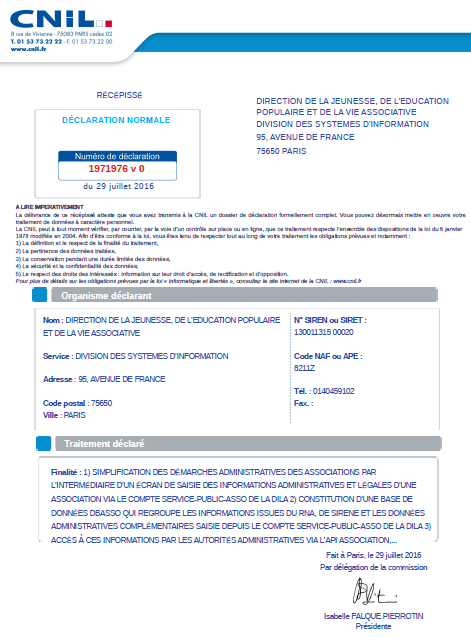 CNIL.
8 rue de Vivienne - 75083 PARIS cedex 02
T. 01 53 73 22 22 - F. 01 53 73 22 00
www.cnil.fr
RÉCÉPISSÉ
DÉCLARATION NORMALE
Numéro de déclaration
1971976 v 0
du 29 juillet 2016
DIRECTION DE LA JEUNESSE, DE L'EDUCATION
POPULAIRE ET DE LA VIE ASSOCIATIVE
DIVISION DES SYSTEMES D'INFORMATION
95, AVENUE DE FRANCE
75650 PARIS
A LIRE IMPERATIVEMENT
La délivrance de ce récépissé atteste que vous avez transmis à la CNIL un dossier de déclaration formellement complet. Vous pouvez désormais mettre en oeuvre votre
traitement de données à caractère personnel.
La CNIL peut à tout moment vérifier, par courrier, par la voie d'un contrôle sur place ou en ligne, que ce traitement respecte l'ensemble des dispositions de la loi du 6 janvier
1978 modifiée en 2004. Afin d'être conforme à la loi, vous êtes tenu de respecter tout au long de votre traitement les obligations prévues et notamment :
1) La définition et le respect de la finalité du traitement,
2) La pertinence des données traitées,
3) La conservation pendant une durée limitée des données,
4) La sécurité et la confidentialité des données,
5) Le respect des droits des intéressés : information sur leur droit d'accès, de rectification et d'opposition.
Pour plus de détails sur les obligations prévues par la loi « informatique et libertés », consultez le site internet de la CNIL : www.cnil.fr
Organisme déclarant
Nom : DIRECTION DE LA JEUNESSE, DE L'EDUCATION POPULAIRE
ET DE LA VIE ASSOCIATIVE
Service : DIVISION DES SYSTEMES D'INFORMATION
Adresse : 95, AVENUE DE FRANCE
Code postal : 75650
Ville : PARIS
N° SIREN ou SIRET :
130011315 00020
Code NAF ou APE :
8211Z
Tél. : 0140459102
Fax. :
Traitement déclaré
Finalité : 1) SIMPLIFICATION DES DÉMARCHES ADMINISTRATIVES DES ASSOCIATIONS PAR
L'INTERMÉDIAIRE D'UN ÉCRAN DE SAISIE DES INFORMATIONS ADMINISTRATIVES ET LÉGALES D'UNE
ASSOCIATION VIA LE COMPTE SERVICE-PUBLIC-ASSO DE LA DILA 2) CONSTITUTION D'UNE BASE DE
DONNÉES DBASSO QUI REGROUPE LES INFORMATIONS ISSUES DU RNA, DE SIRENE ET LES DONNÉES
ADMINISTRATIVES COMPLÉMENTAIRES SAISIE DEPUIS LE COMPTE SERVICE-PUBLIC-ASSO DE LA DILA 3)
ACCÈS À CES INFORMATIONS PAR LES AUTORITÉS ADMINISTRATIVES VIA L'API ASSOCIATION,...
Fait à Paris, le 29 juillet 2016
Par délégation de la commission
Isabelle FALQUE PIERROTIN
Présidente